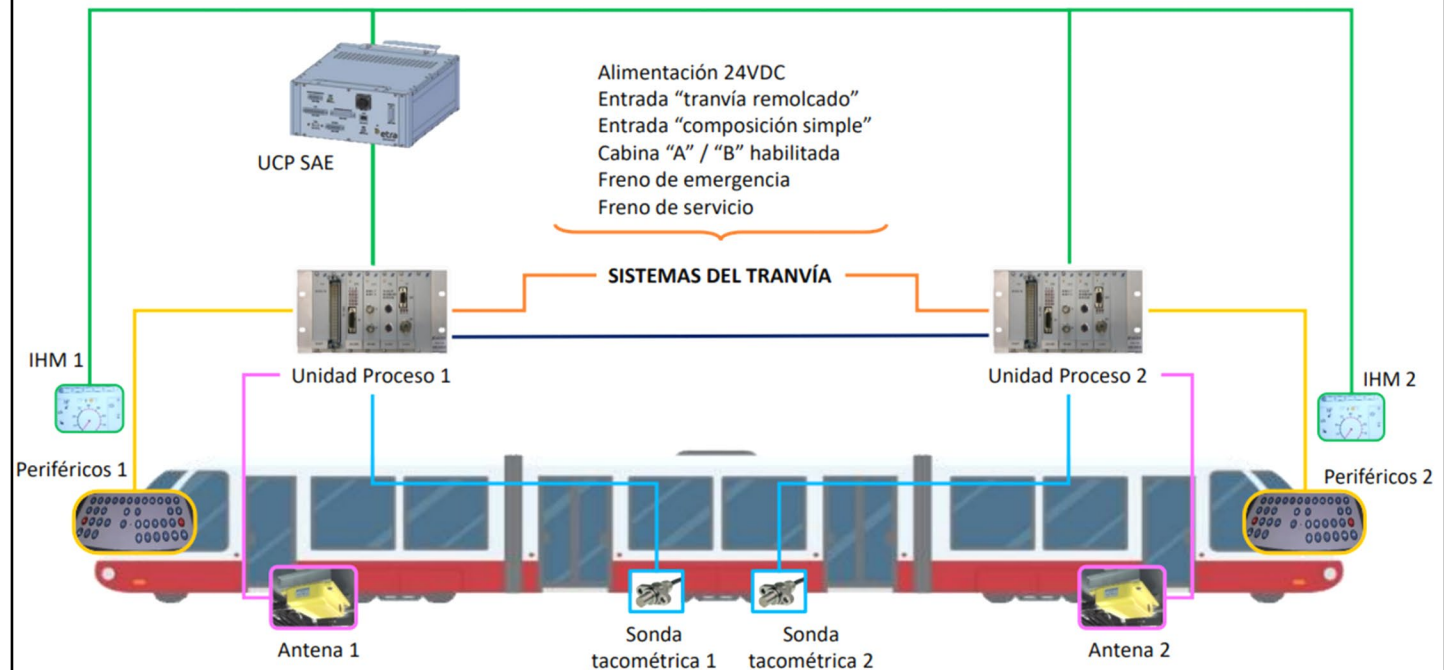 Alimentación 24VDC
Entrada “tranvía remolcado”
Entrada “composición simple”
Cabina “A” / “B” habilitada
Freno de emergencia
Freno de servicio
etra
UCP SAE
SISTEMAS DEL TRANVÍA
IHM 1
Unidad Proceso 1
Unidad Proceso 2
IHM 2
Periféricos 1
Periféricos 2
Antena 1
Sonda
tacométrica 1
Sonda
tacométrica 2
Antena 2